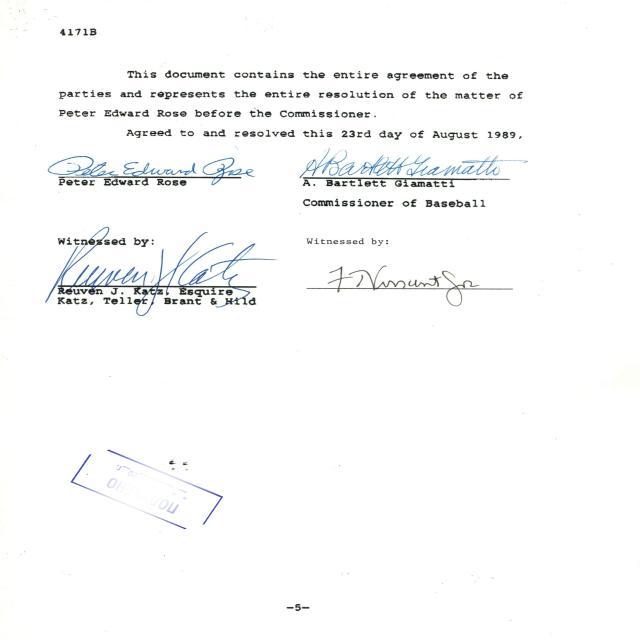 4171B
This document contains the entire agreement of the
parties and represents the entire resolution of the matter of
Peter Edward Rose before the Commissioner.
Agreed to and resolved this 23rd day of August 1989,
Peter Edward Rose
A Bartlett Giamatti
Peter Edward Rose
A. Bartlett Giamatti
Commissioner of Baseball
Witnessed by:
Witnessed by:
Reuven J Katz
Reuven J. Katz, Esquire
Katz, Teller, Brant & Hild
-5-